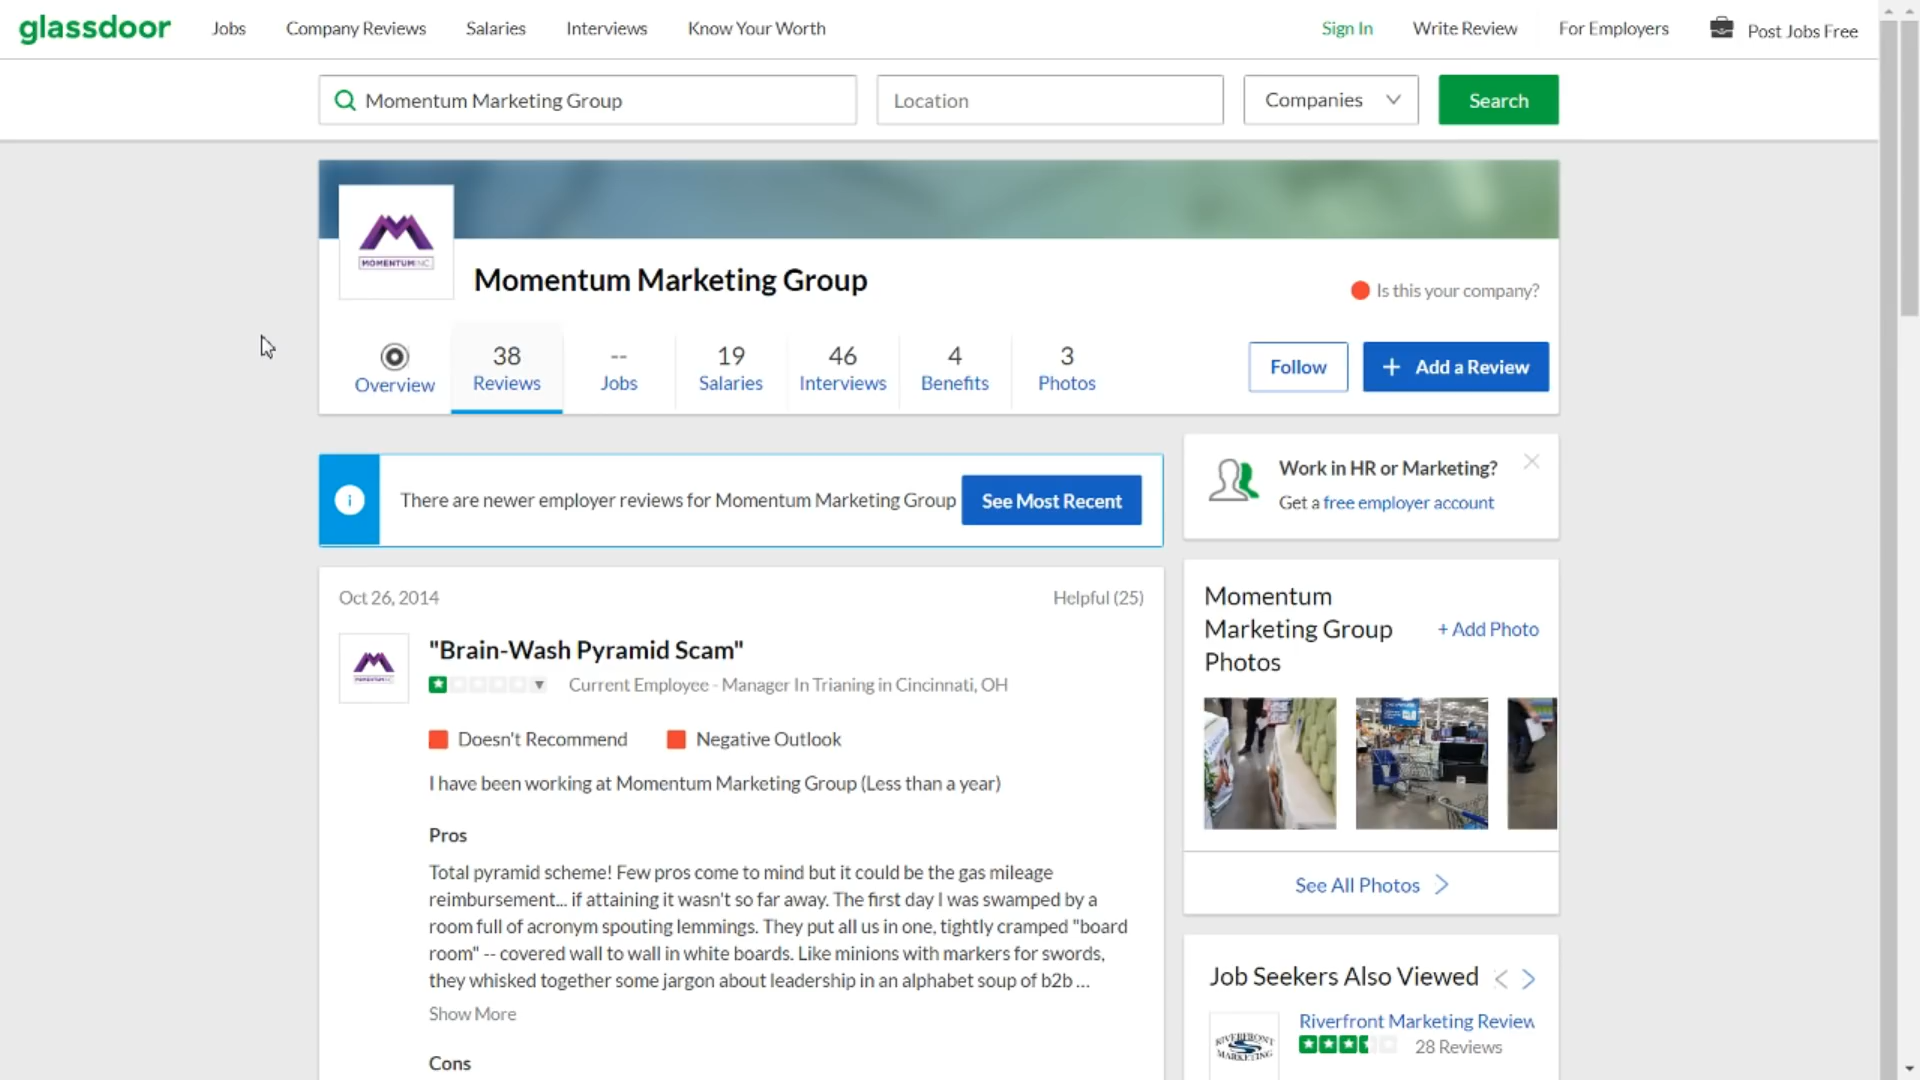 glassdoor Jobs Company Reviews Salaries Interviews Know Your Worth Sign In Write Review For Employers Post Jobs Free
Momentum Marketing Group Location Companies Search
MOMENTUM INC.
Momentum Marketing Group
Is this your company?
Overview 38 Reviews -- Jobs 19 Salaries 46 Interviews 4 Benefits 3 Photos
Follow + Add a Review
There are newer employer reviews for Momentum Marketing Group See Most Recent
Work in HR or Marketing?
Get a free employer account
Oct 26, 2014 Helpful (25)
"Brain-Wash Pyramid Scam"
Current Employee - Manager In Trianing in Cincinnati, OH
Doesn't Recommend Negative Outlook
I have been working at Momentum Marketing Group (Less than a year)
Pros
Total pyramid scheme! Few pros come to mind but it could be the gas mileage
reimbursement... if attaining it wasn't so far away. The first day I was swamped by a
room full of acronym spouting lemmings. They put all us in one, tightly cramped "board
room" -- covered wall to wall in white boards. Like minions with markers for swords,
they whisked together some jargon about leadership in an alphabet soup of b2b ...
Show More
Cons
Momentum
Marketing Group
Photos
+ Add Photo
See All Photos
Job Seekers Also Viewed
RIVERFRONT
MARKETING
Riverfront Marketing Review
28 Reviews